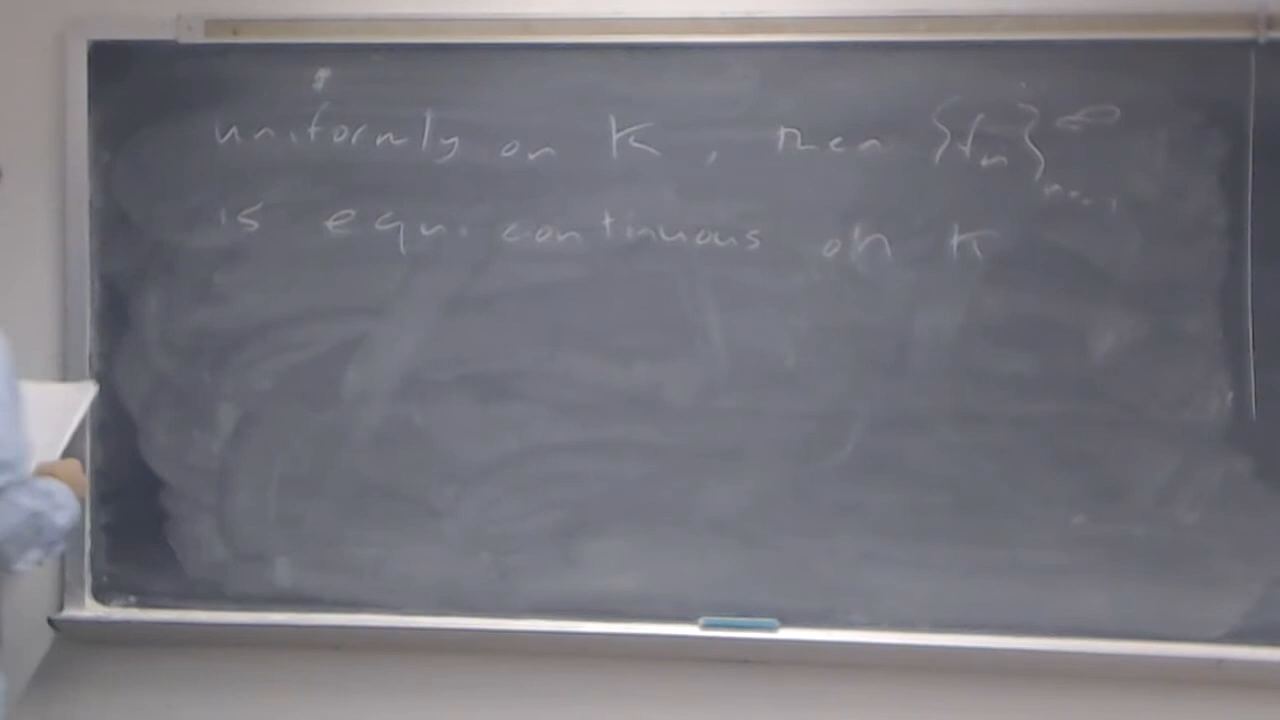 uniformly on K, then {fn}∞n=1
is equicontinuous on K